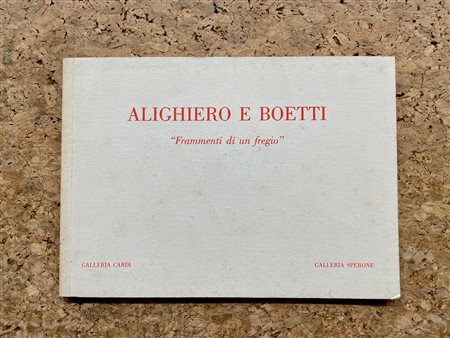 ALIGHIERO E BOETTI
“Frammenti di un fregio”
GALLERIA CARDI
GALLERIA SPERONE